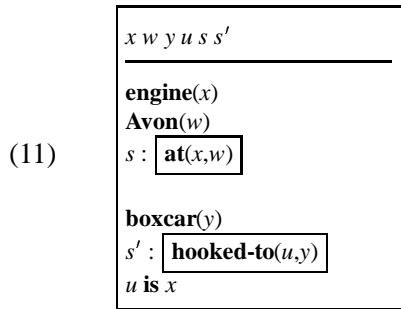 x w y u s s′
engine(x)
Avon(w)
(11) s : at(x,w)
boxcar(y)
s′ : hooked-to(u,y)
u is x